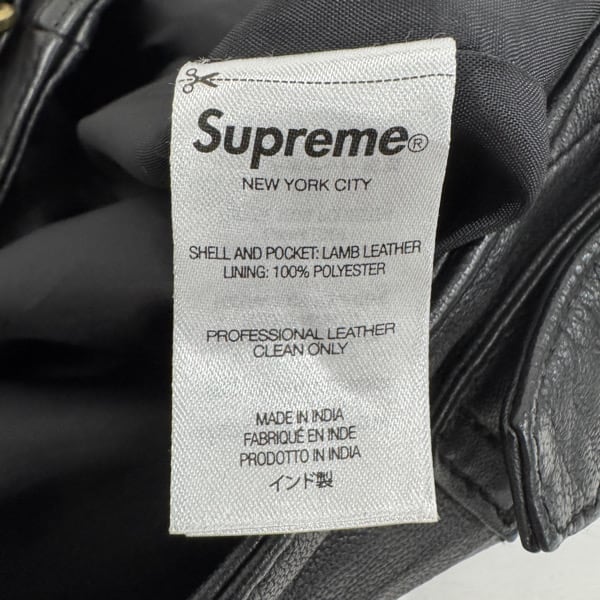 Supreme®
NEW YORK CITY
SHELL AND POCKET: LAMB LEATHER
LINING: 100% POLYESTER
PROFESSIONAL LEATHER
CLEAN ONLY
MADE IN INDIA
FABRIQUÉ EN INDE
PRODOTTO IN INDIA
インド製